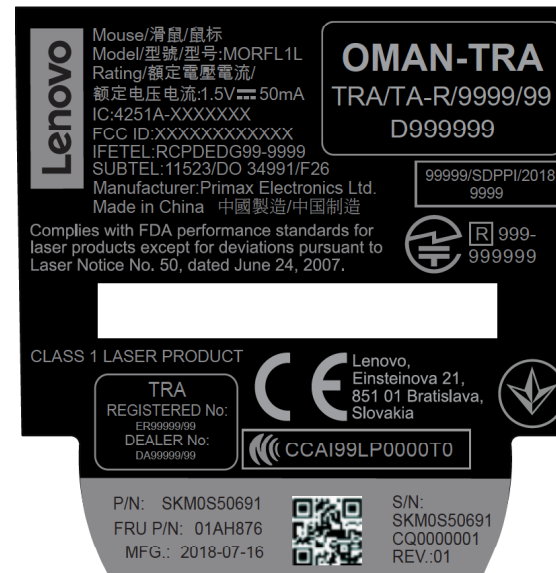 Lenovo
Mouse/滑鼠/鼠标
Model/型號/型号:MORFL1L
Rating/額定電壓電流/
额定电压电流:1.5V⎓50mA
IC:4251A-XXXXXXX
FCC ID:XXXXXXXXXXXX
IFETEL:RCPDEDG99-9999
SUBTEL:11523/DO 34991/F26
Manufacturer:Primax Electronics Ltd.
Made in China 中國製造/中国制造
OMAN-TRA
TRA/TA-R/9999/99
D999999
99999/SDPPI/2018
9999
Complies with FDA performance standards for
laser products except for deviations pursuant to
Laser Notice No. 50, dated June 24, 2007.
R 999-
999999
CLASS 1 LASER PRODUCT
TRA
REGISTERED No:
ER99999/99
DEALER No:
DA99999/99
CE
Lenovo,
Einsteinova 21,
851 01 Bratislava,
Slovakia
CCAI99LP0000T0
P/N: SKM0S50691
FRU P/N: 01AH876
MFG.: 2018-07-16
S/N:
SKM0S50691
CQ0000001
REV.:01